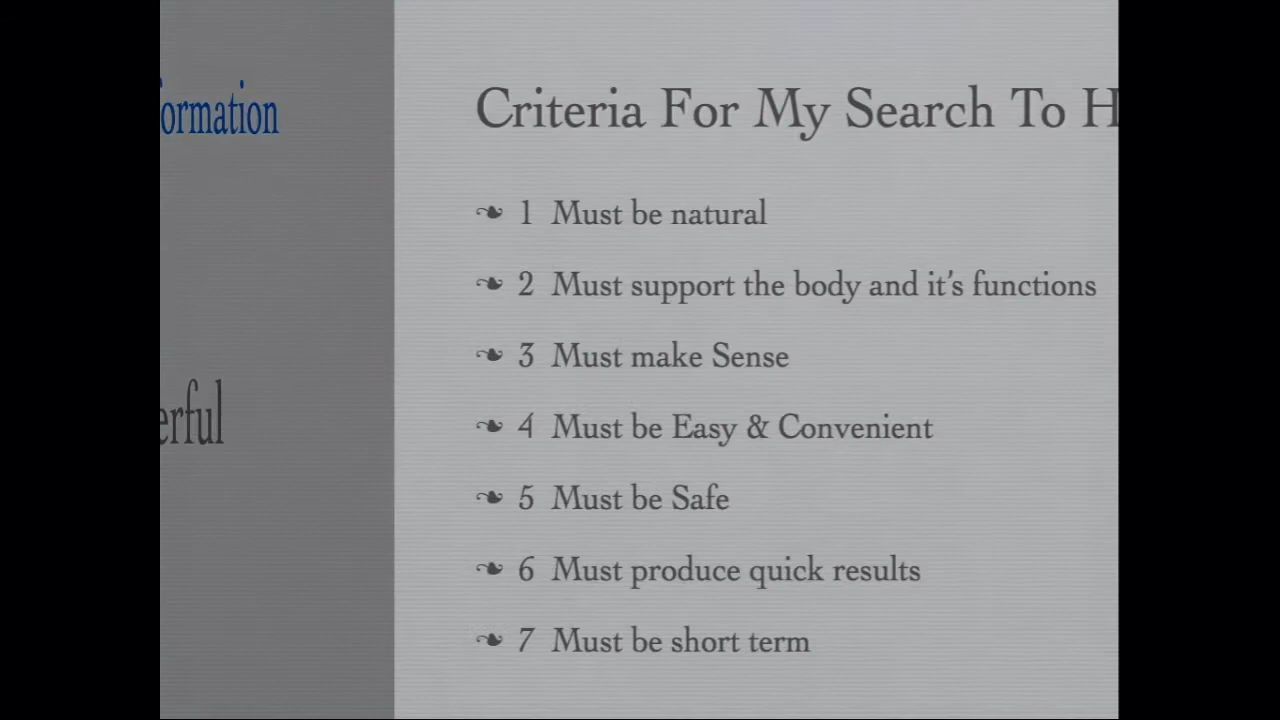 ormation
erful
Criteria For My Search To H
1 Must be natural
2 Must support the body and it's functions
3 Must make Sense
4 Must be Easy & Convenient
5 Must be Safe
6 Must produce quick results
7 Must be short term